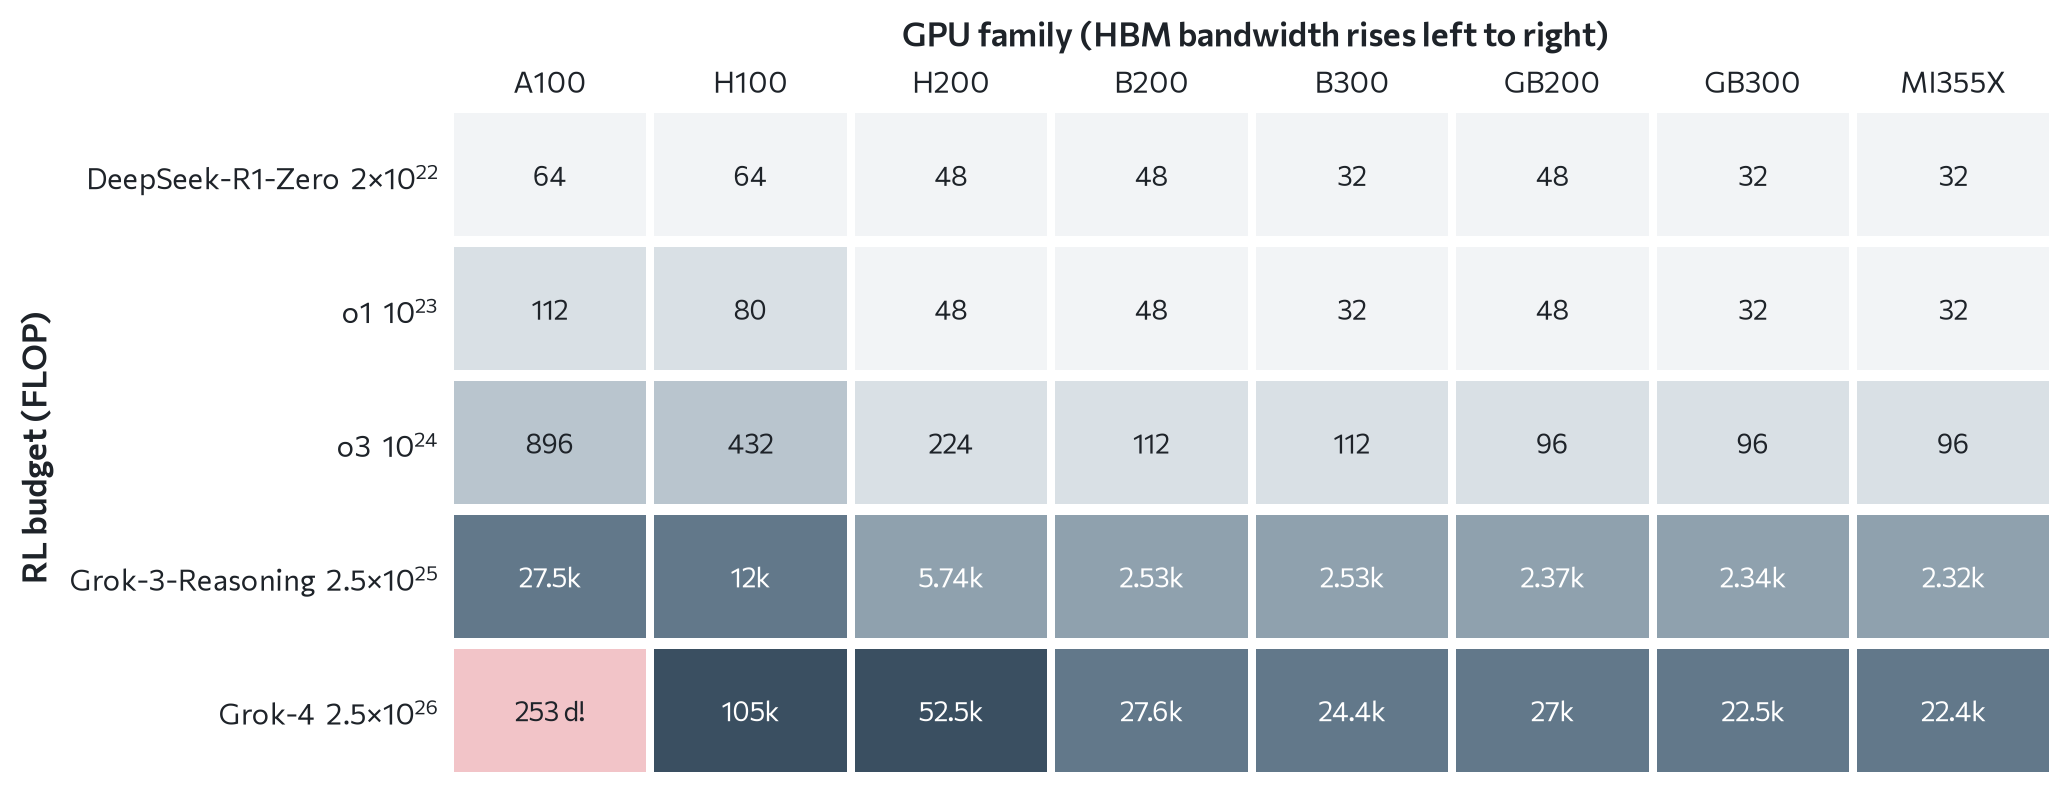 GPU family (HBM bandwidth rises left to right)
A100 H100 H200 B200 B300 GB200 GB300 MI355X
RL budget (FLOP)
DeepSeek-R1-Zero 2×10²² 64 64 48 48 32 48 32 32
o1 10²³ 112 80 48 48 32 48 32 32
o3 10²⁴ 896 432 224 112 112 96 96 96
Grok-3-Reasoning 2.5×10²⁵ 27.5k 12k 5.74k 2.53k 2.53k 2.37k 2.34k 2.32k
Grok-4 2.5×10²⁶ 253 d! 105k 52.5k 27.6k 24.4k 27k 22.5k 22.4k